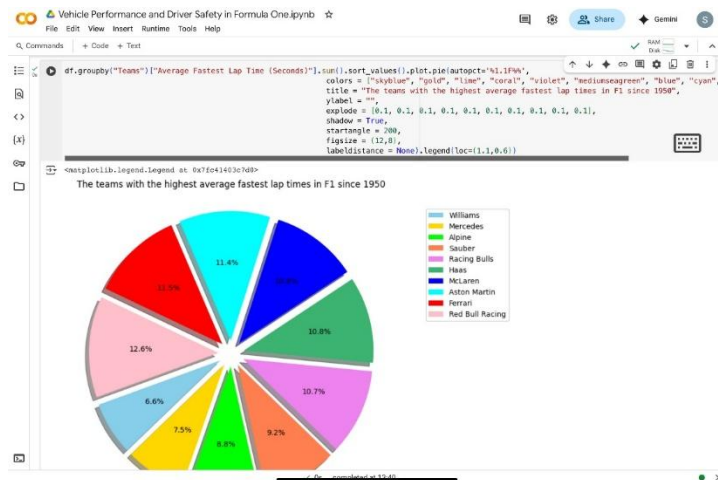 Vehicle Performance and Driver Safety in Formula One.ipynb
File Edit View Insert Runtime Tools Help
Share
Gemini
S
Commands + Code + Text
RAM
Disk
df.groupby("Teams")["Average Fastest Lap Time (Seconds)"].sum().sort_values().plot.pie(autopct='%1.1f%%',
colors = ["skyblue", "gold", "lime", "coral", "violet", "mediumseagreen", "blue", "cyan",
title = "The teams with the highest average fastest lap times in F1 since 1950",
ylabel = "",
explode = [0.1, 0.1, 0.1, 0.1, 0.1, 0.1, 0.1, 0.1, 0.1, 0.1],
shadow = True,
startangle = 200,
figsize = (12,8),
labeldistance = None).legend(loc=(1.1,0.6))
The teams with the highest average fastest lap times in F1 since 1950
Williams
Mercedes
Alpine
Sauber
Racing Bulls
Haas
McLaren
Aston Martin
Ferrari
Red Bull Racing
11.4%
11.5%
10.8%
12.6%
10.7%
6.6%
7.5%
8.8%
9.2%
0s completed at 12:40